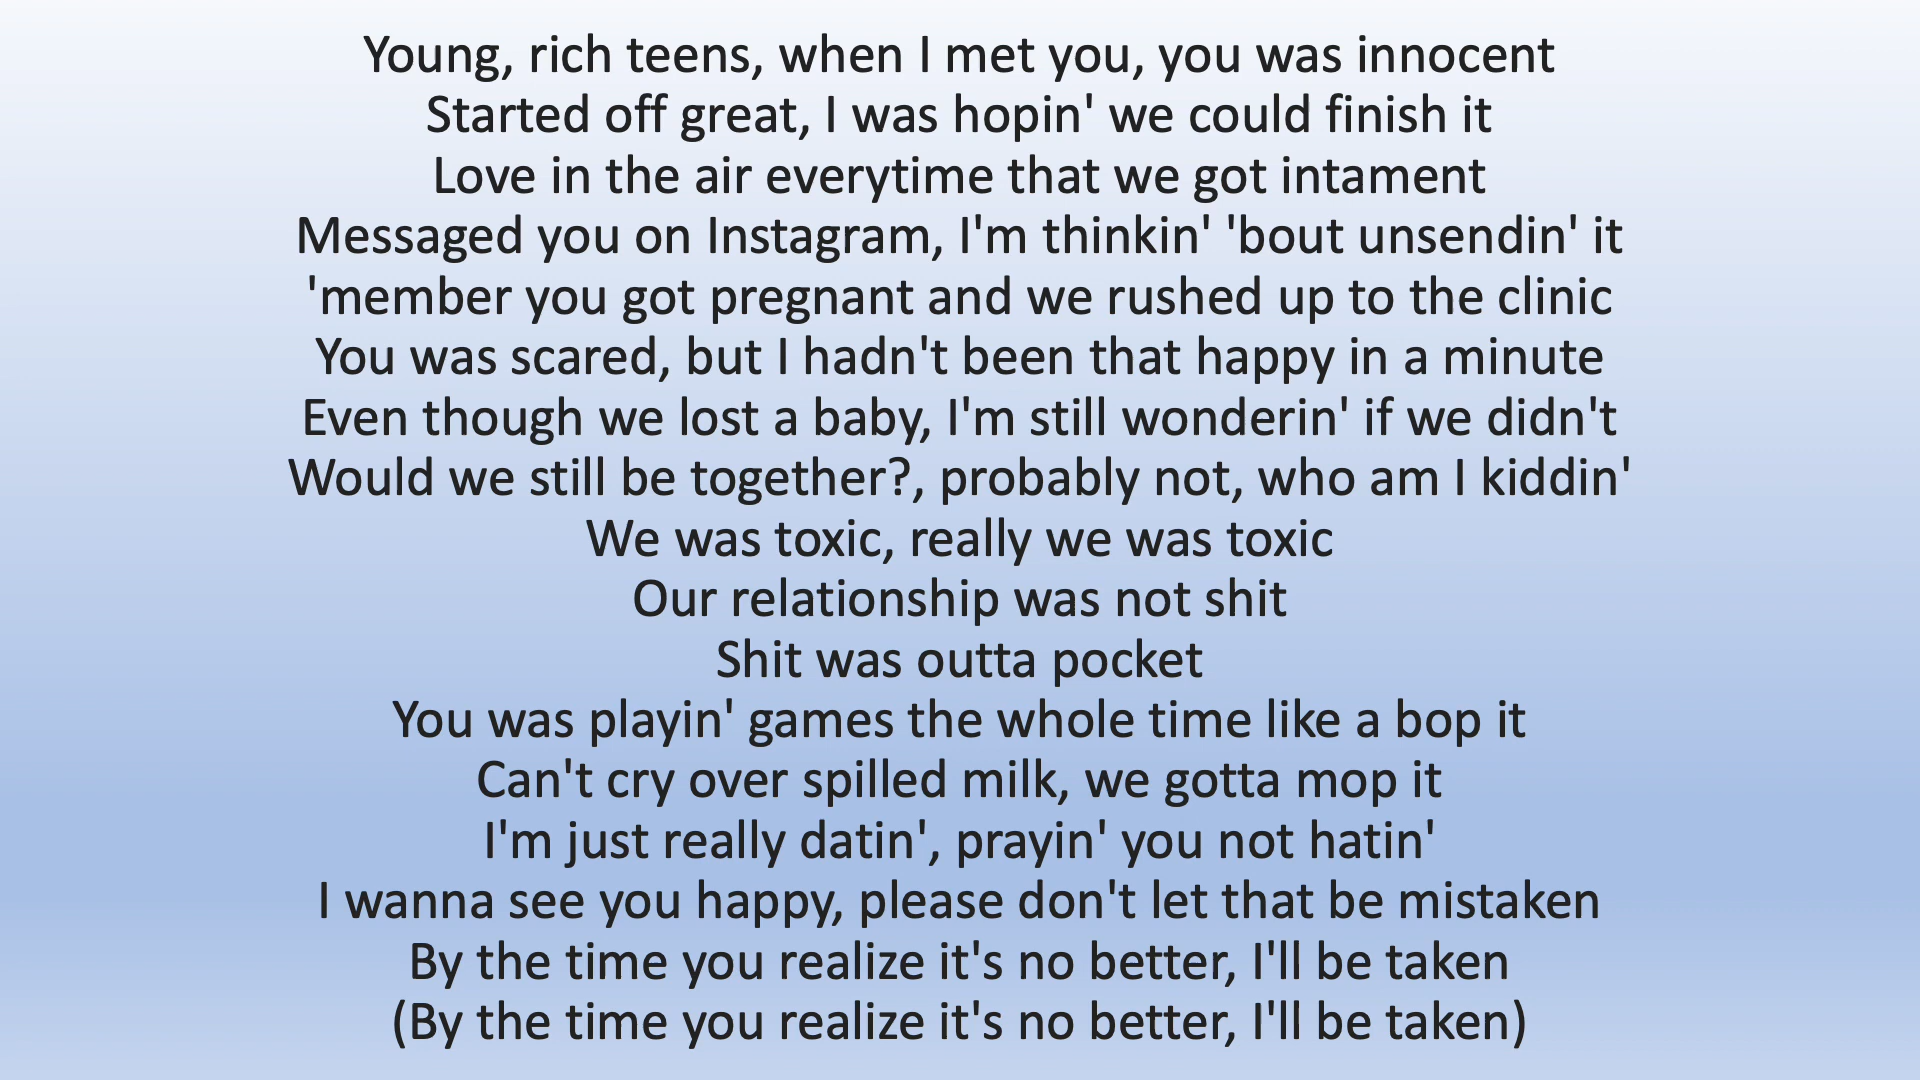 Young, rich teens, when I met you, you was innocent
Started off great, I was hopin' we could finish it
Love in the air everytime that we got intament
Messaged you on Instagram, I'm thinkin' 'bout unsendin' it
'member you got pregnant and we rushed up to the clinic
You was scared, but I hadn't been that happy in a minute
Even though we lost a baby, I'm still wonderin' if we didn't
Would we still be together?, probably not, who am I kiddin'
We was toxic, really we was toxic
Our relationship was not shit
Shit was outta pocket
You was playin' games the whole time like a bop it
Can't cry over spilled milk, we gotta mop it
I'm just really datin', prayin' you not hatin'
I wanna see you happy, please don't let that be mistaken
By the time you realize it's no better, I'll be taken
(By the time you realize it's no better, I'll be taken)